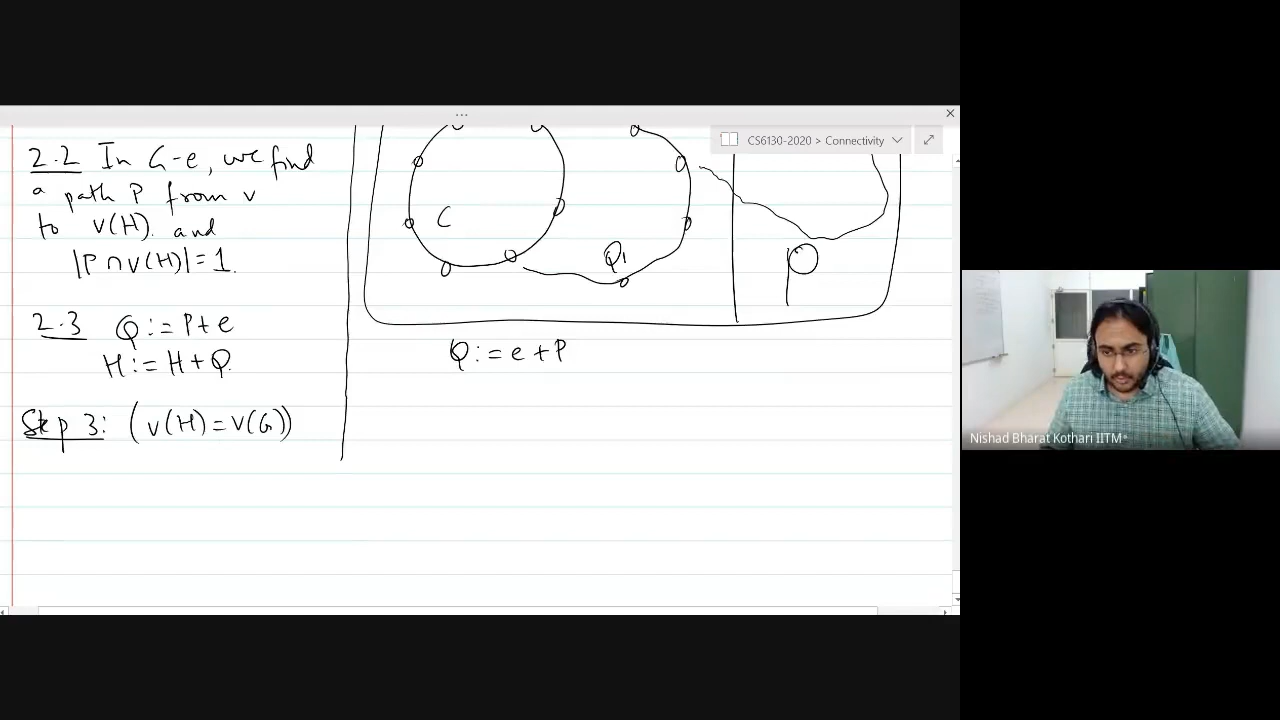 CS6130-2020 > Connectivity
2.2 In G-e, we find
a path P from v
to V(H). and
|P∩V(H)|=1.
2.3 Q:=P+e
H:=H+Q.
Step 3: (V(H)=V(G))
C
Q1
P
Q:=e+P
Nishad Bharat Kothari IITM